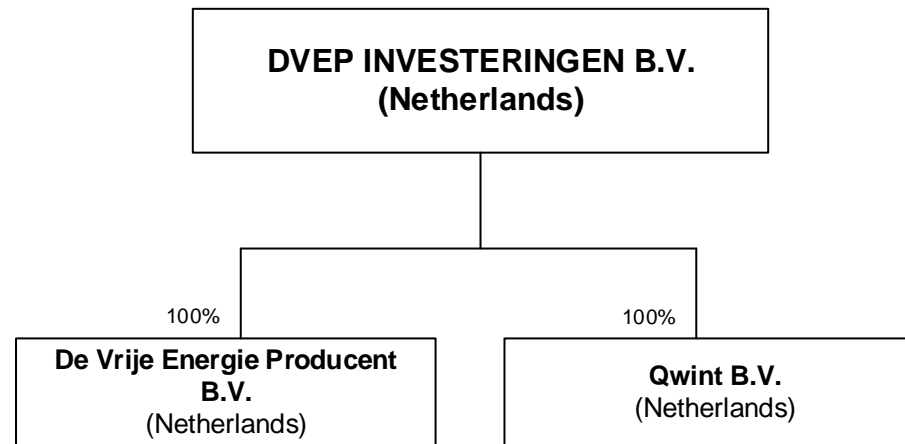 DVEP INVESTERINGEN B.V.
(Netherlands)
100%
100%
De Vrije Energie Producent
B.V.
(Netherlands)
Qwint B.V.
(Netherlands)